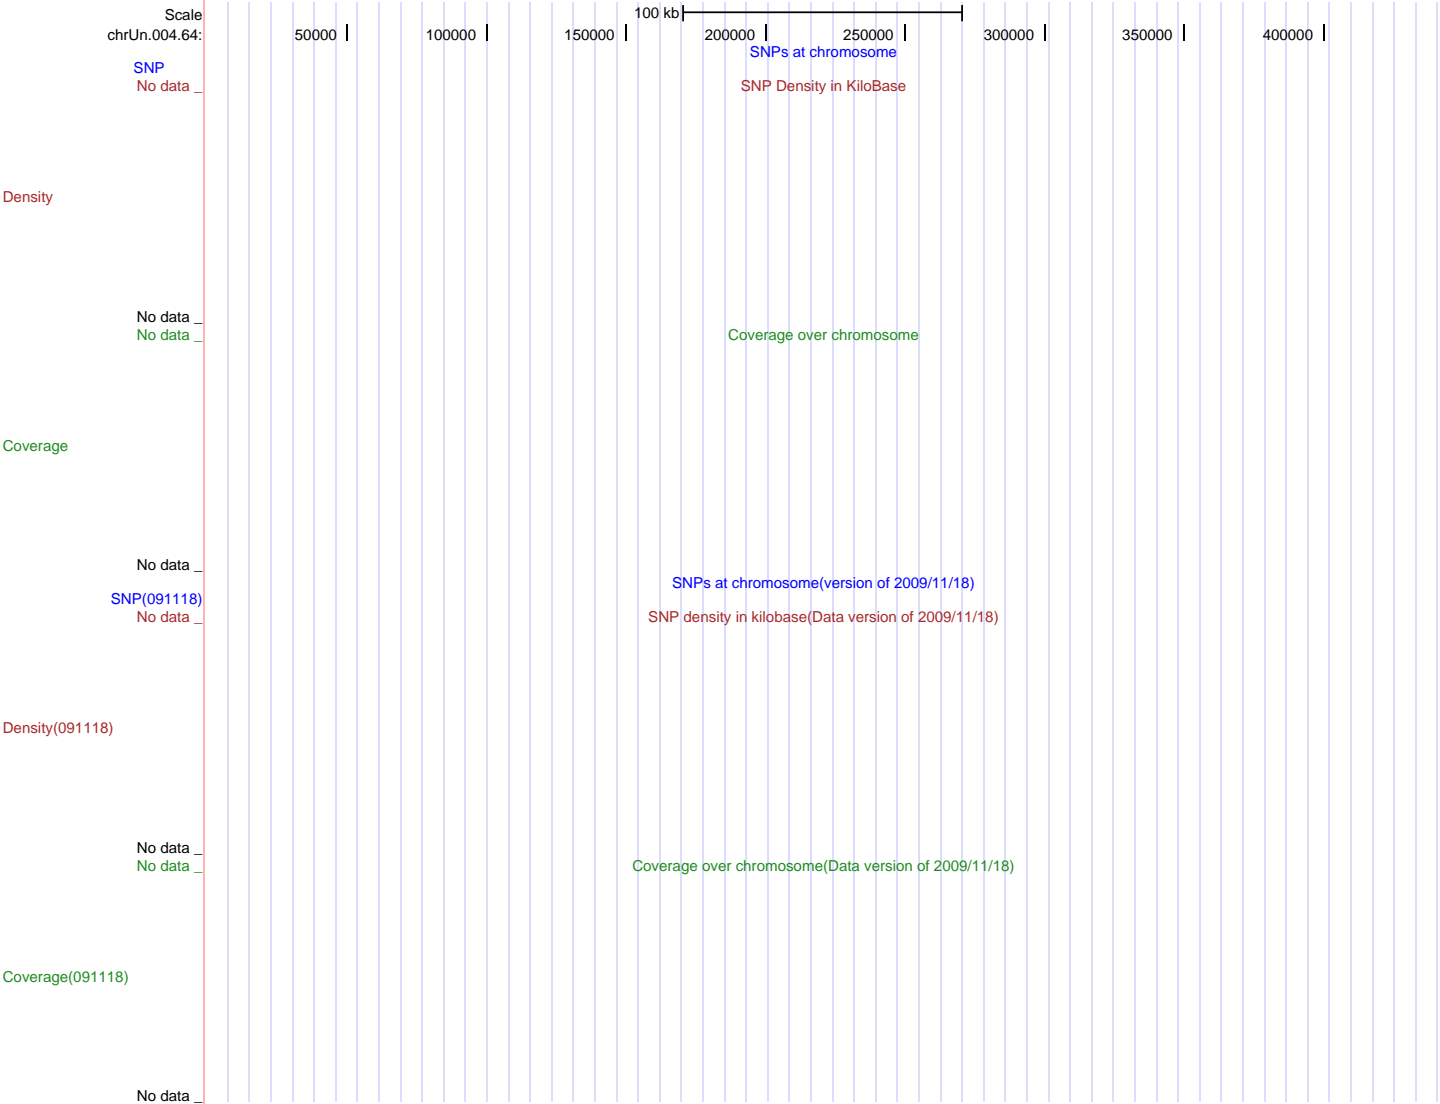 Scale 100 kb
chrUn.004.64: 50000 100000 150000 200000 250000 300000 350000 400000
SNPs at chromosome
SNP
No data _ SNP Density in KiloBase
Density
No data _
No data _ Coverage over chromosome
Coverage
No data _
SNPs at chromosome(version of 2009/11/18)
SNP(091118)
No data _ SNP density in kilobase(Data version of 2009/11/18)
Density(091118)
No data _
No data _ Coverage over chromosome(Data version of 2009/11/18)
Coverage(091118)
No data _